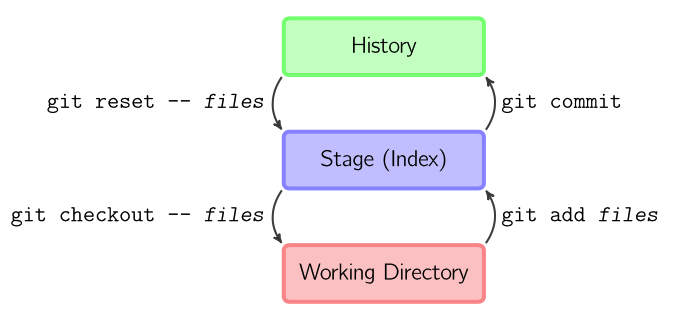 History
git reset -- files
git commit
Stage (Index)
git checkout -- files
git add files
Working Directory